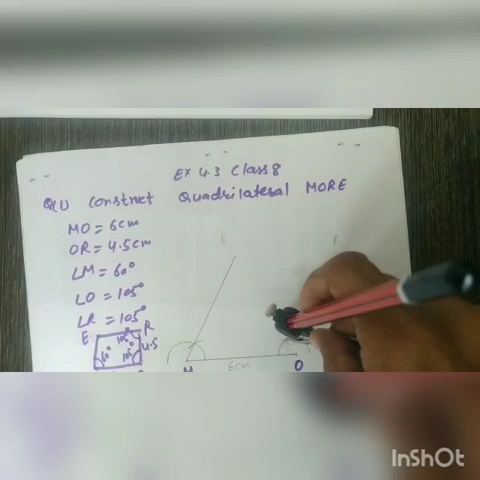 Ex 4.3 Class 8
Q(1) Construct Quadrilateral MORE
MO = 6cm
OR = 4.5cm
∠M = 60°
∠O = 105°
∠R = 105°
E R
105°
60° 105° 4.5
M 6cm O
InShOt